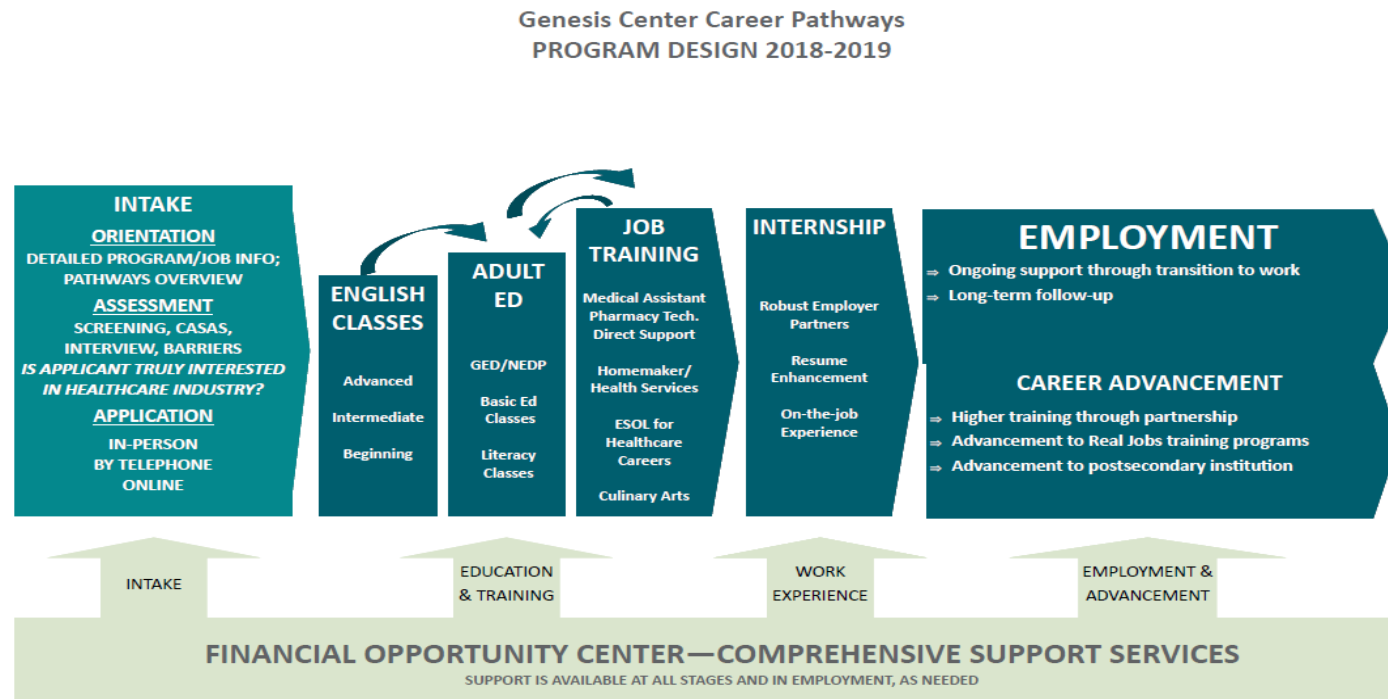 Genesis Center Career Pathways
PROGRAM DESIGN 2018-2019
INTAKE
ORIENTATION
DETAILED PROGRAM/JOB INFO;
PATHWAYS OVERVIEW
ASSESSMENT
SCREENING, CASAS,
INTERVIEW, BARRIERS
IS APPLICANT TRULY INTERESTED
IN HEALTHCARE INDUSTRY?
APPLICATION
IN-PERSON
BY TELEPHONE
ONLINE
ENGLISH
CLASSES
Advanced
Intermediate
Beginning
ADULT
ED
GED/NEDP
Basic Ed
Classes
Literacy
Classes
JOB
TRAINING
Medical Assistant
Pharmacy Tech.
Direct Support
Homemaker/
Health Services
ESOL for
Healthcare
Careers
Culinary Arts
INTERNSHIP
Robust Employer
Partners
Resume
Enhancement
On-the-job
Experience
EMPLOYMENT
⇒ Ongoing support through transition to work
⇒ Long-term follow-up
CAREER ADVANCEMENT
⇒ Higher training through partnership
⇒ Advancement to Real Jobs training programs
⇒ Advancement to postsecondary institution
INTAKE
EDUCATION
& TRAINING
WORK
EXPERIENCE
EMPLOYMENT &
ADVANCEMENT
FINANCIAL OPPORTUNITY CENTER—COMPREHENSIVE SUPPORT SERVICES
SUPPORT IS AVAILABLE AT ALL STAGES AND IN EMPLOYMENT, AS NEEDED